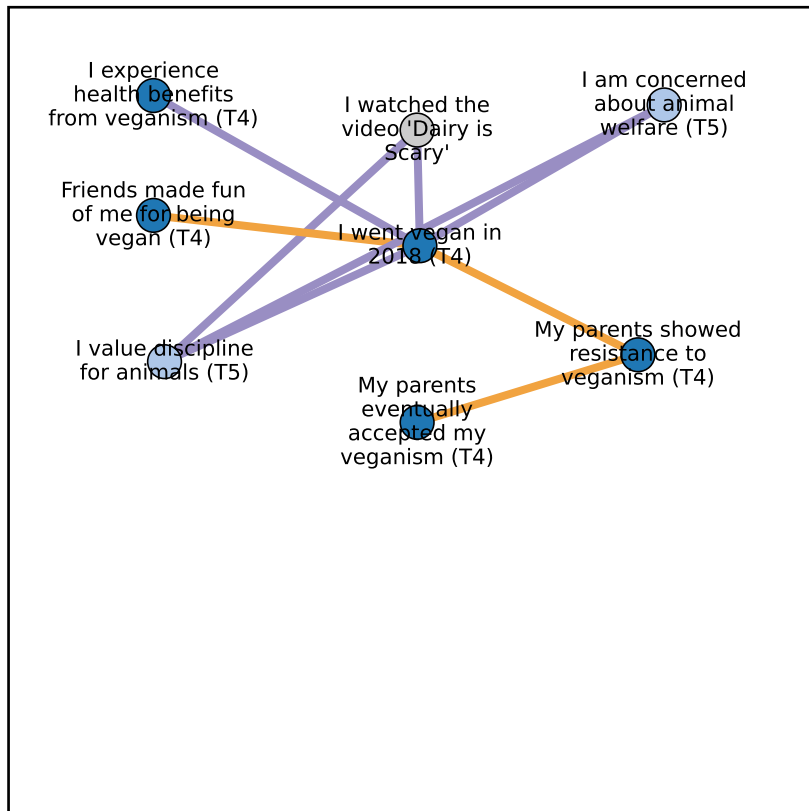 I experience
health benefits
from veganism (T4)
I watched the
video 'Dairy is
Scary'
I am concerned
about animal
welfare (T5)
Friends made fun
of me for being
vegan (T4)
I went vegan in
2018 (T4)
I value discipline
for animals (T5)
My parents showed
resistance to
veganism (T4)
My parents
eventually
accepted my
veganism (T4)